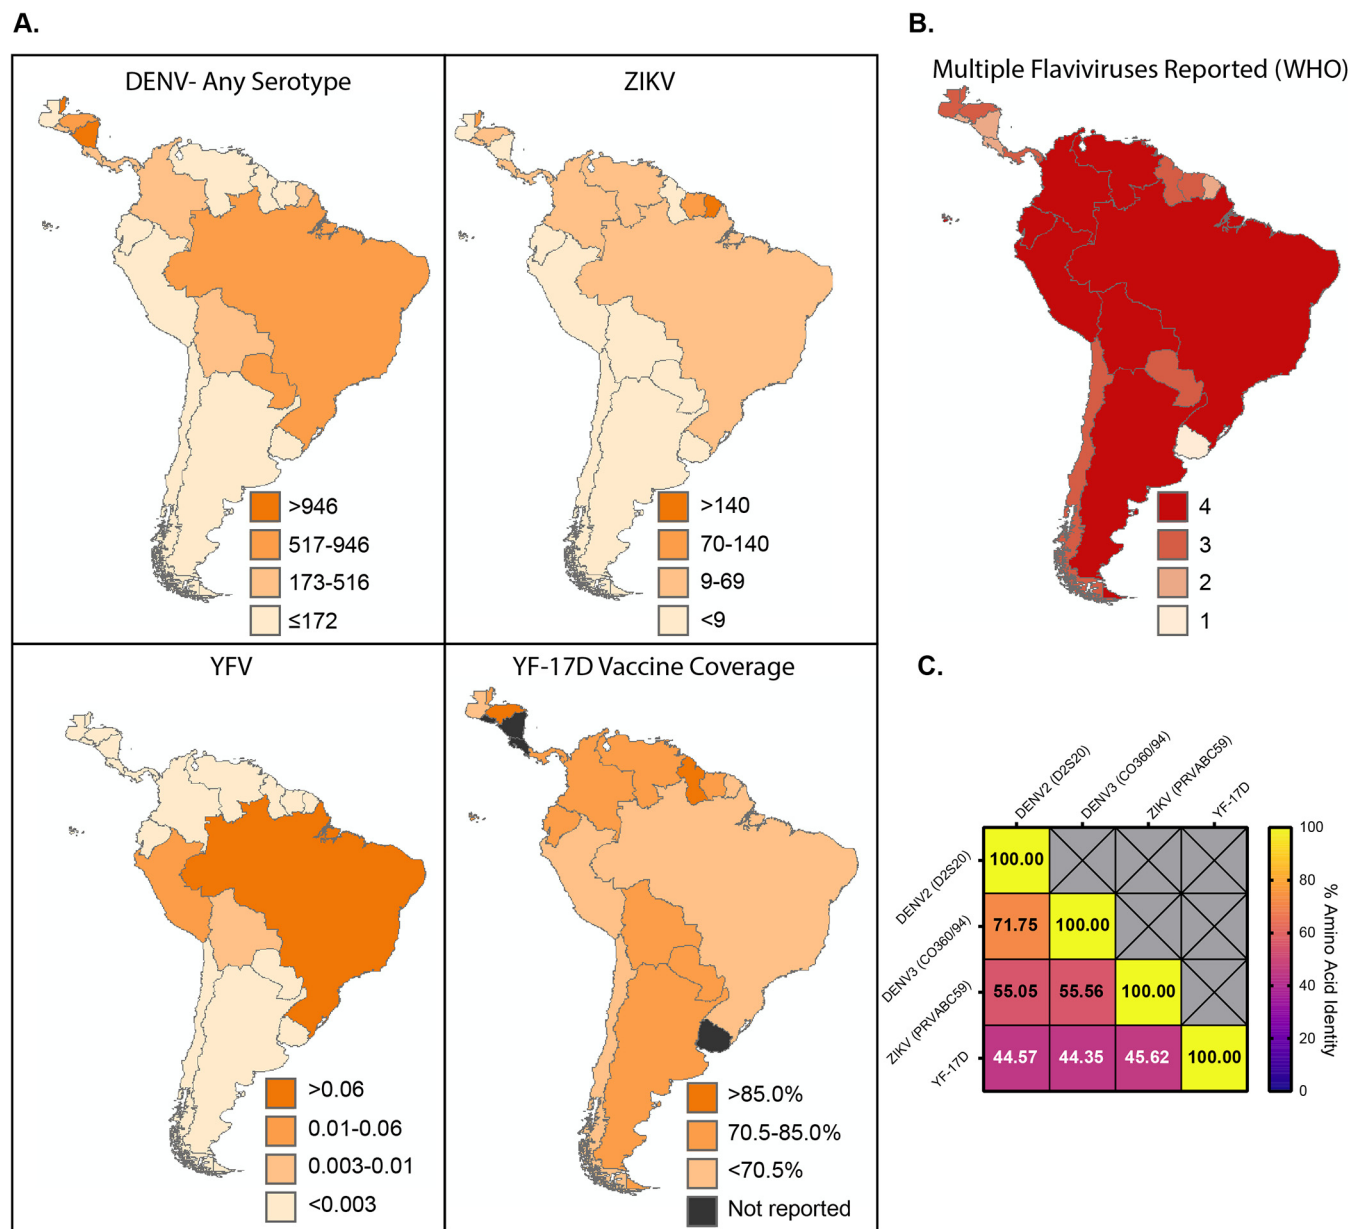 A.
DENV- Any Serotype
>946
517-946
173-516
≤172
ZIKV
>140
70-140
9-69
<9
YFV
>0.06
0.01-0.06
0.003-0.01
<0.003
YF-17D Vaccine Coverage
>85.0%
70.5-85.0%
<70.5%
Not reported
B.
Multiple Flaviviruses Reported (WHO)
4
3
2
1
C.
DENV2 (D2S20)
DENV3 (CO360/94)
ZIKV (PRVABC59)
YF-17D
DENV2 (D2S20)
100.00
DENV3 (CO360/94)
71.75 100.00
ZIKV (PRVABC59)
55.05 55.56 100.00
YF-17D
44.57 44.35 45.62 100.00
100
80
60
40
20
0
% Amino Acid Identity